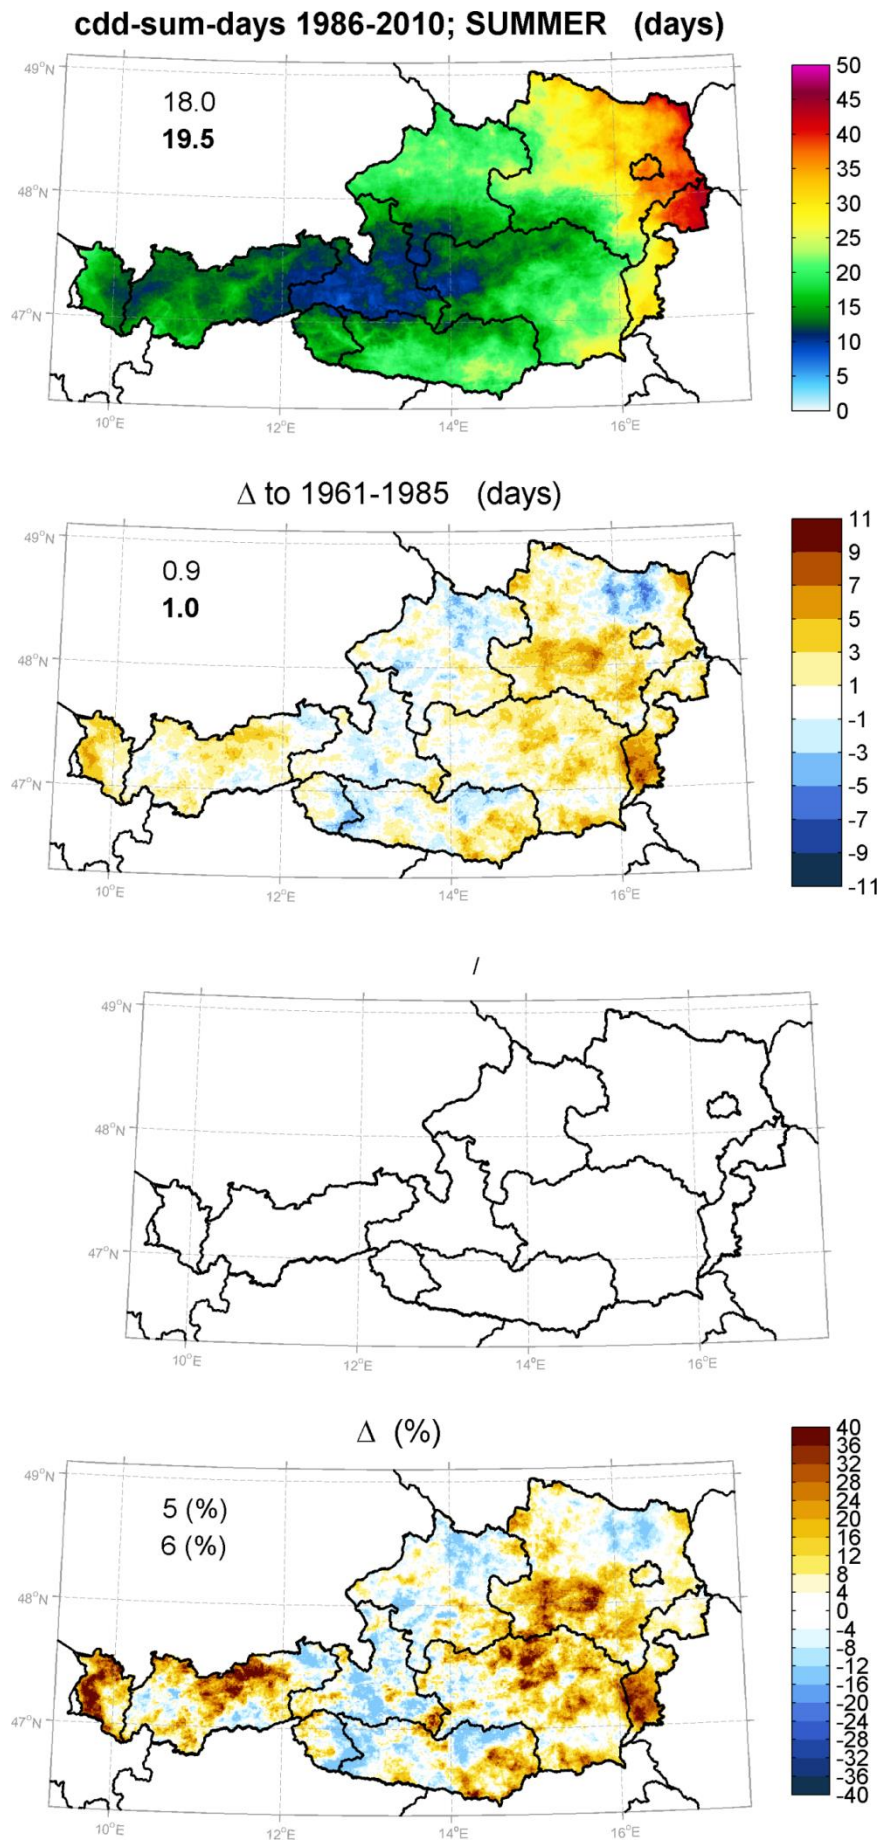 cdd-sum-days 1986-2010; SUMMER (days)
49°N
18.0
19.5
48°N
47°N
10°E 12°E 14°E 16°E
50
45
40
35
30
25
20
15
10
5
0
Δ to 1961-1985 (days)
49°N
0.9
1.0
48°N
47°N
10°E 12°E 14°E 16°E
11
9
7
5
3
1
-1
-3
-5
-7
-9
-11
/
49°N
48°N
47°N
10°E 12°E 14°E 16°E
Δ (%)
49°N
5 (%)
6 (%)
48°N
47°N
10°E 12°E 14°E 16°E
40
36
32
28
24
20
16
12
8
4
0
-4
-8
-12
-16
-20
-24
-28
-32
-36
-40